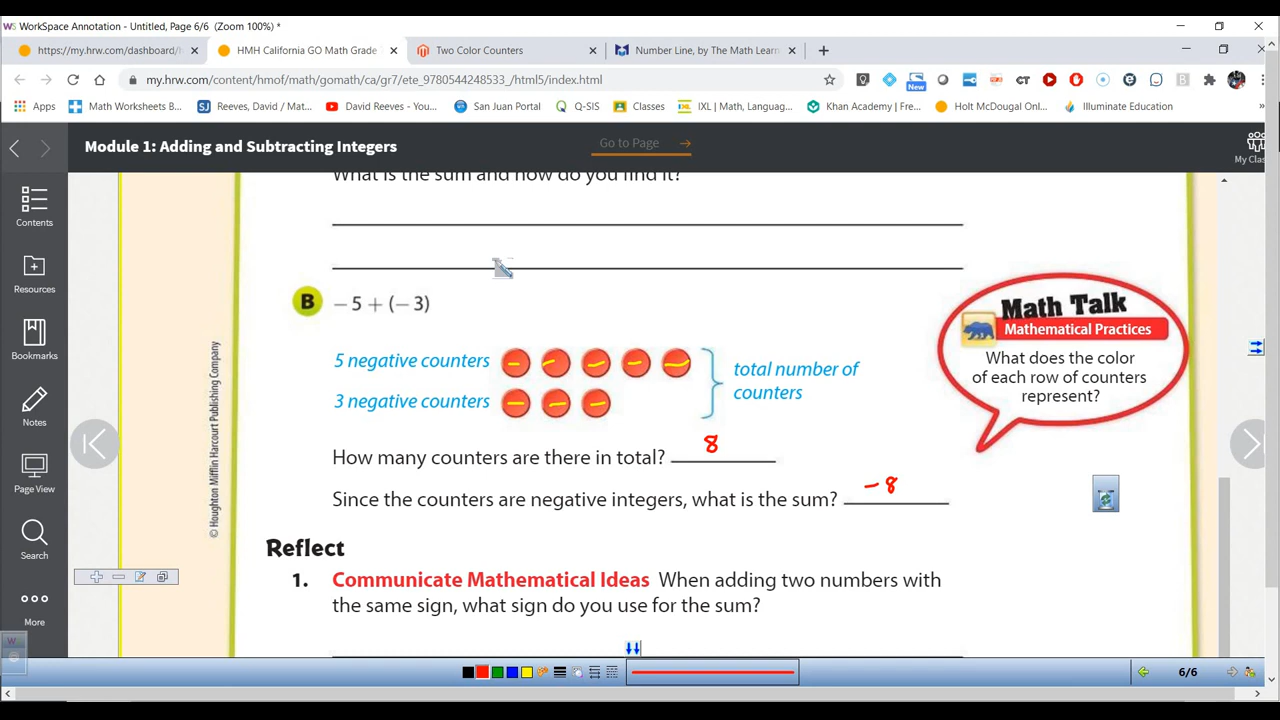 WorkSpace Annotation - Untitled, Page 6/6 (Zoom 100%) *
https://my.hrw.com/dashboard/
HMH California GO Math Grade
Two Color Counters
Number Line, by The Math Lear
my.hrw.com/content/hmof/math/gomath/ca/gr7/ete_9780544248533_/html5/index.html
New
Apps
Math Worksheets B...
Reeves, David / Mat...
David Reeves - You...
San Juan Portal
Q-SIS
Classes
IXL | Math, Languag...
Khan Academy | Fre...
Holt McDougal Onl...
Illuminate Education
Module 1: Adding and Subtracting Integers
Go to Page
My Clas
Contents
Resources
Bookmarks
Notes
Page View
Search
More
What is the sum and how do you find it?
B − 5 + (− 3)
5 negative counters
3 negative counters
total number of
counters
How many counters are there in total? 8
Since the counters are negative integers, what is the sum? −8
Math Talk
Mathematical Practices
What does the color
of each row of counters
represent?
Reflect
1. Communicate Mathematical Ideas When adding two numbers with
the same sign, what sign do you use for the sum?
© Houghton Mifflin Harcourt Publishing Company
6/6